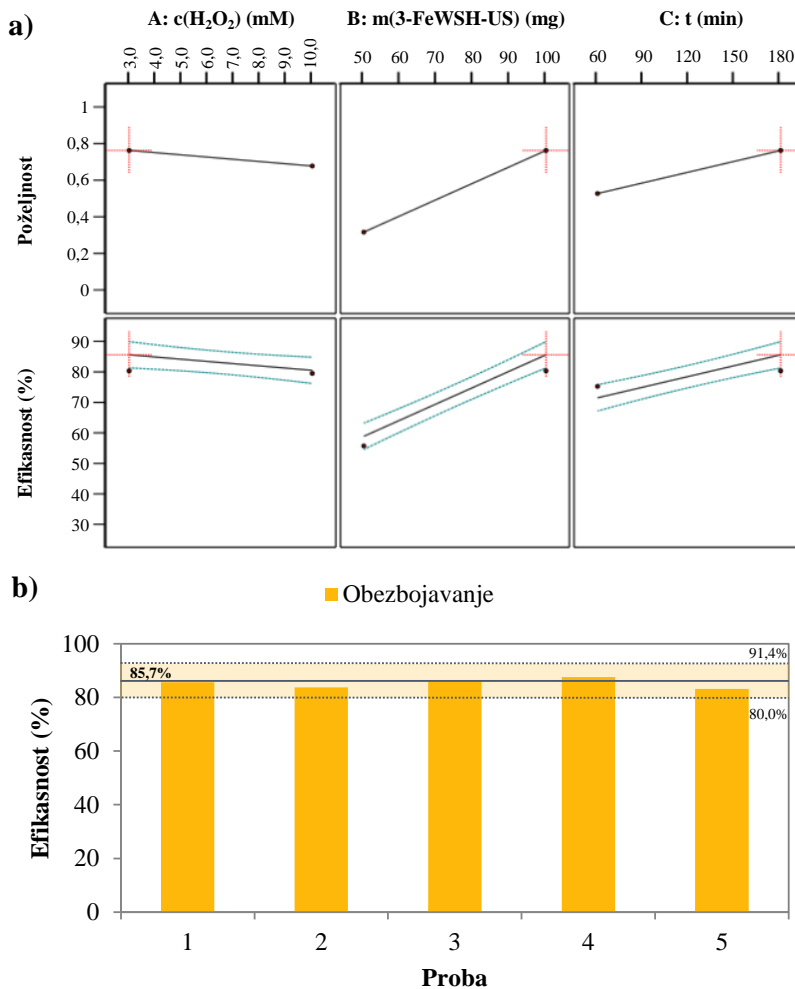 a)
A: c(H₂O₂) (mM)
B: m(3-FeWSH-US) (mg)
C: t (min)
3,0 4,0 5,0 6,0 7,0 8,0 9,0 10,0
50 60 70 80 90 100
60 90 120 150 180
Poželjnost
1
0,8
0,6
0,4
0,2
0
Efikasnost (%)
90
80
70
60
50
40
30
b)
Obezbojavanje
Efikasnost (%)
100
80
60
40
20
0
85,7%
91,4%
80,0%
1 2 3 4 5
Proba